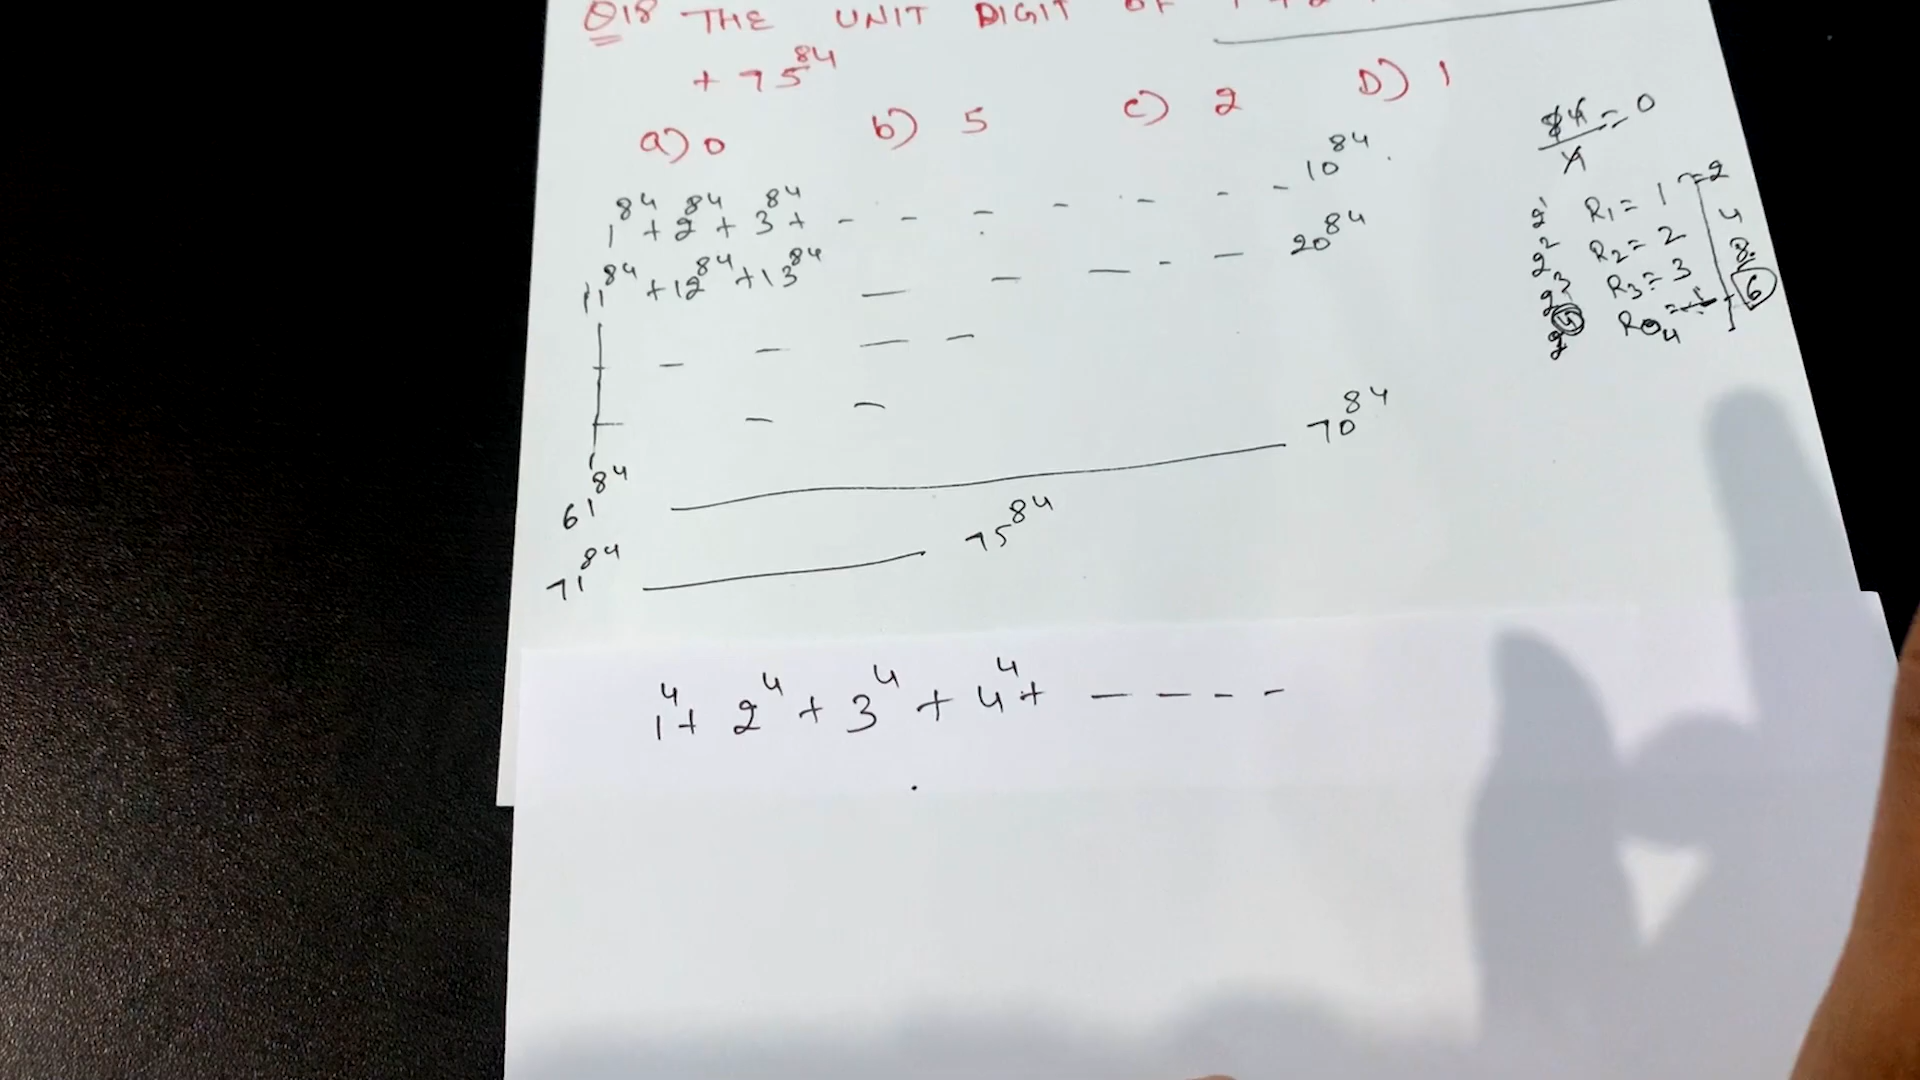 Q18 THE UNIT DIGIT OF
+ 75^84
a) 0 b) 5 c) 2 D) 1
1^84 + 2^84 + 3^84 + - - - - - - - 10^84
11^84 + 12^84 + 13^84 - - - - - 20^84
- - - -
- -
61^84 70^84
71^84 75^84
84/4 = 0
2^1 R1 = 1 = 2
2^2 R2 = 2 4
2^3 R3 = 3 8
2^4 R04 = 6
1^4 + 2^4 + 3^4 + 4^4 + - - - -